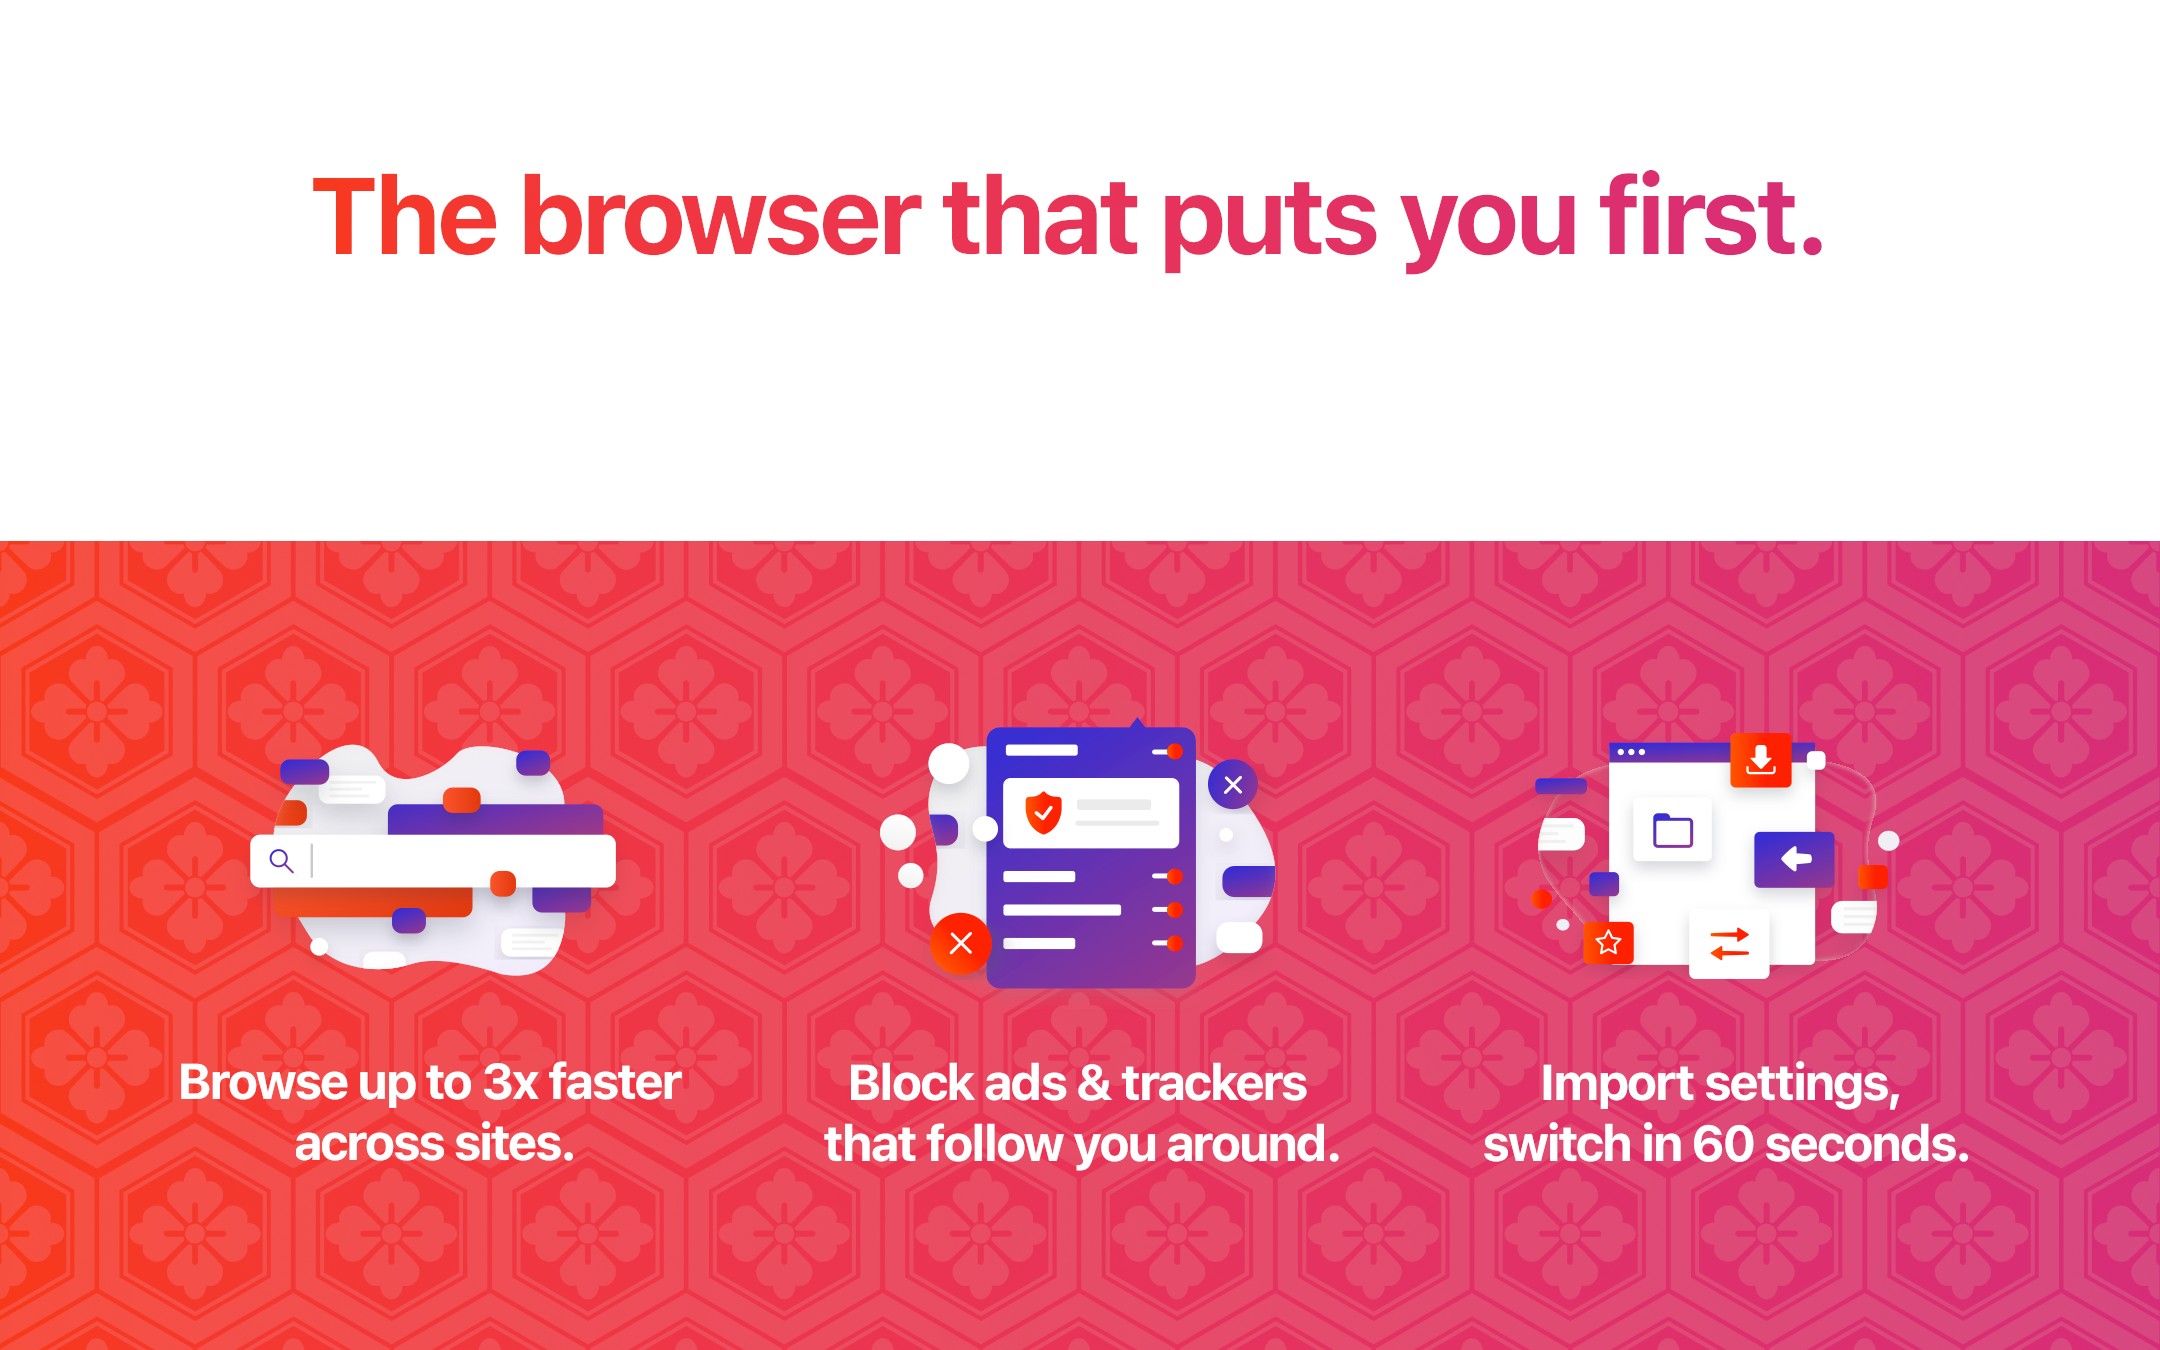 The browser that puts you first.
Browse up to 3x faster
across sites.
Block ads & trackers
that follow you around.
Import settings,
switch in 60 seconds.